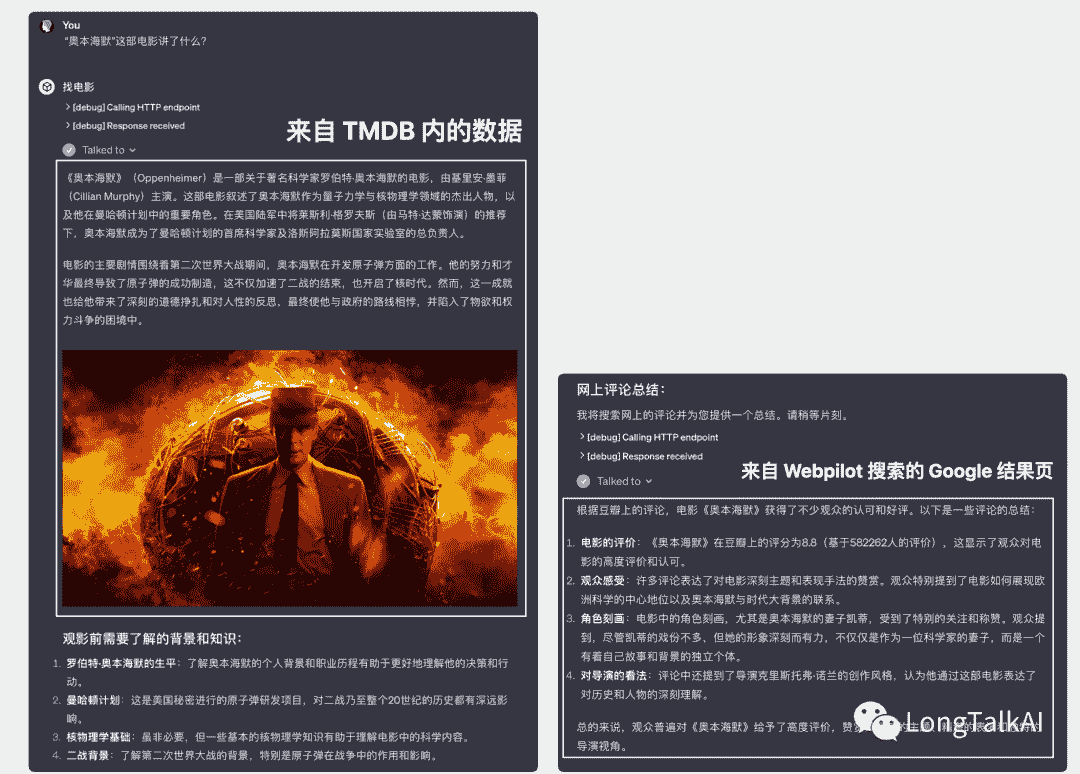 You
“奥本海默”这部电影讲了什么?
找电影
[debug] Calling HTTP endpoint
[debug] Response received
来自 TMDB 内的数据
Talked to
《奥本海默》(Oppenheimer)是一部关于著名科学家罗伯特·奥本海默的电影,由基里安·墨菲
(Cillian Murphy)主演。这部电影叙述了奥本海默作为量子力学与核物理学领域的杰出人物,以
及他在曼哈顿计划中的重要角色。在美国陆军中将莱斯利·格罗夫斯(由马特·达蒙饰演)的推荐
下,奥本海默成为了曼哈顿计划的首席科学家及洛斯阿拉莫斯国家实验室的总负责人。
电影的主要剧情围绕着第二次世界大战期间,奥本海默在开发原子弹方面的工作。他的努力和才
华最终导致了原子弹的成功制造,这不仅加速了二战的结束,也开启了核时代。然而,这一成就
也给他带来了深刻的道德挣扎和对人性的反思,最终使他与政府的路线相悖,并陷入了物欲和权
力斗争的困境中。
观影前需要了解的背景和知识:
1. 罗伯特·奥本海默的生平:了解奥本海默的个人背景和职业历程有助于更好地理解他的决策和行
动。
2. 曼哈顿计划:这是美国秘密进行的原子弹研发项目,对二战乃至整个20世纪的历史都有深远影
响。
3. 核物理学基础:虽非必要,但一些基本的核物理学知识有助于理解电影中的科学内容。
4. 二战背景:了解第二次世界大战的背景,特别是原子弹在战争中的作用和影响。
网上评论总结:
我将搜索网上的评论并为您提供一个总结。请稍等片刻。
[debug] Calling HTTP endpoint
[debug] Response received
来自 Webpilot 搜索的 Google 结果页
Talked to
根据豆瓣上的评论,电影《奥本海默》获得了不少观众的认可和好评。以下是一些评论的总结:
1. 电影的评价:《奥本海默》在豆瓣上的评分为8.8(基于582262人的评价),这显示了观众对电
影的高度评价和认可。
2. 观众感受:许多评论表达了对电影深刻主题和表现手法的赞赏。观众特别提到了电影如何展现欧
洲科学的中心地位以及奥本海默与时代大背景的联系。
3. 角色刻画:电影中的角色刻画,尤其是奥本海默的妻子凯蒂,受到了特别的关注和称赞。观众提
到,尽管凯蒂的戏份不多,但她的形象深刻而有力,不仅仅是作为一位科学家的妻子,而是一个
有着自己故事和背景的独立个体。
4. 对导演的看法:评论中还提到了导演克里斯托弗·诺兰的创作风格,认为他通过这部电影表达了
对历史和人物的深刻理解。
总的来说,观众普遍对《奥本海默》给予了高度评价,赞
导演视角。
LongTalkAI